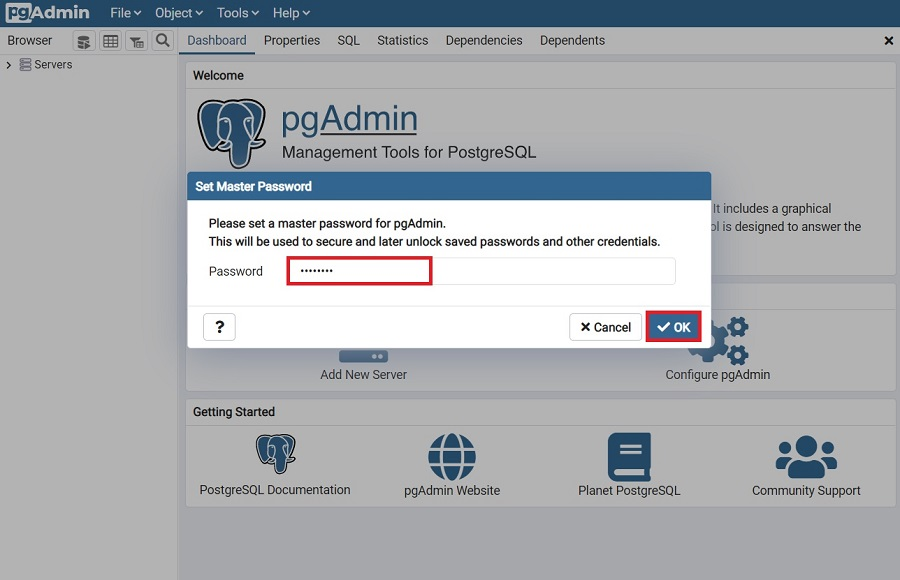 pgAdmin File Object Tools Help
Browser Dashboard Properties SQL Statistics Dependencies Dependents
Servers
Welcome
pgAdmin
Management Tools for PostgreSQL
Set Master Password
Please set a master password for pgAdmin.
This will be used to secure and later unlock saved passwords and other credentials.
It includes a graphical
is designed to answer the
Password ••••••••
? Cancel OK
Add New Server Configure pgAdmin
Getting Started
PostgreSQL Documentation pgAdmin Website Planet PostgreSQL Community Support